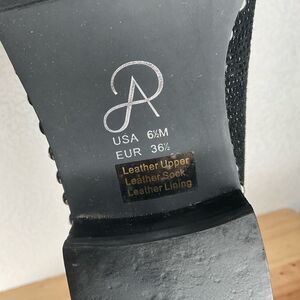 USA 6½M
EUR 36½
Leather Upper
Leather Sock
Leather Lining